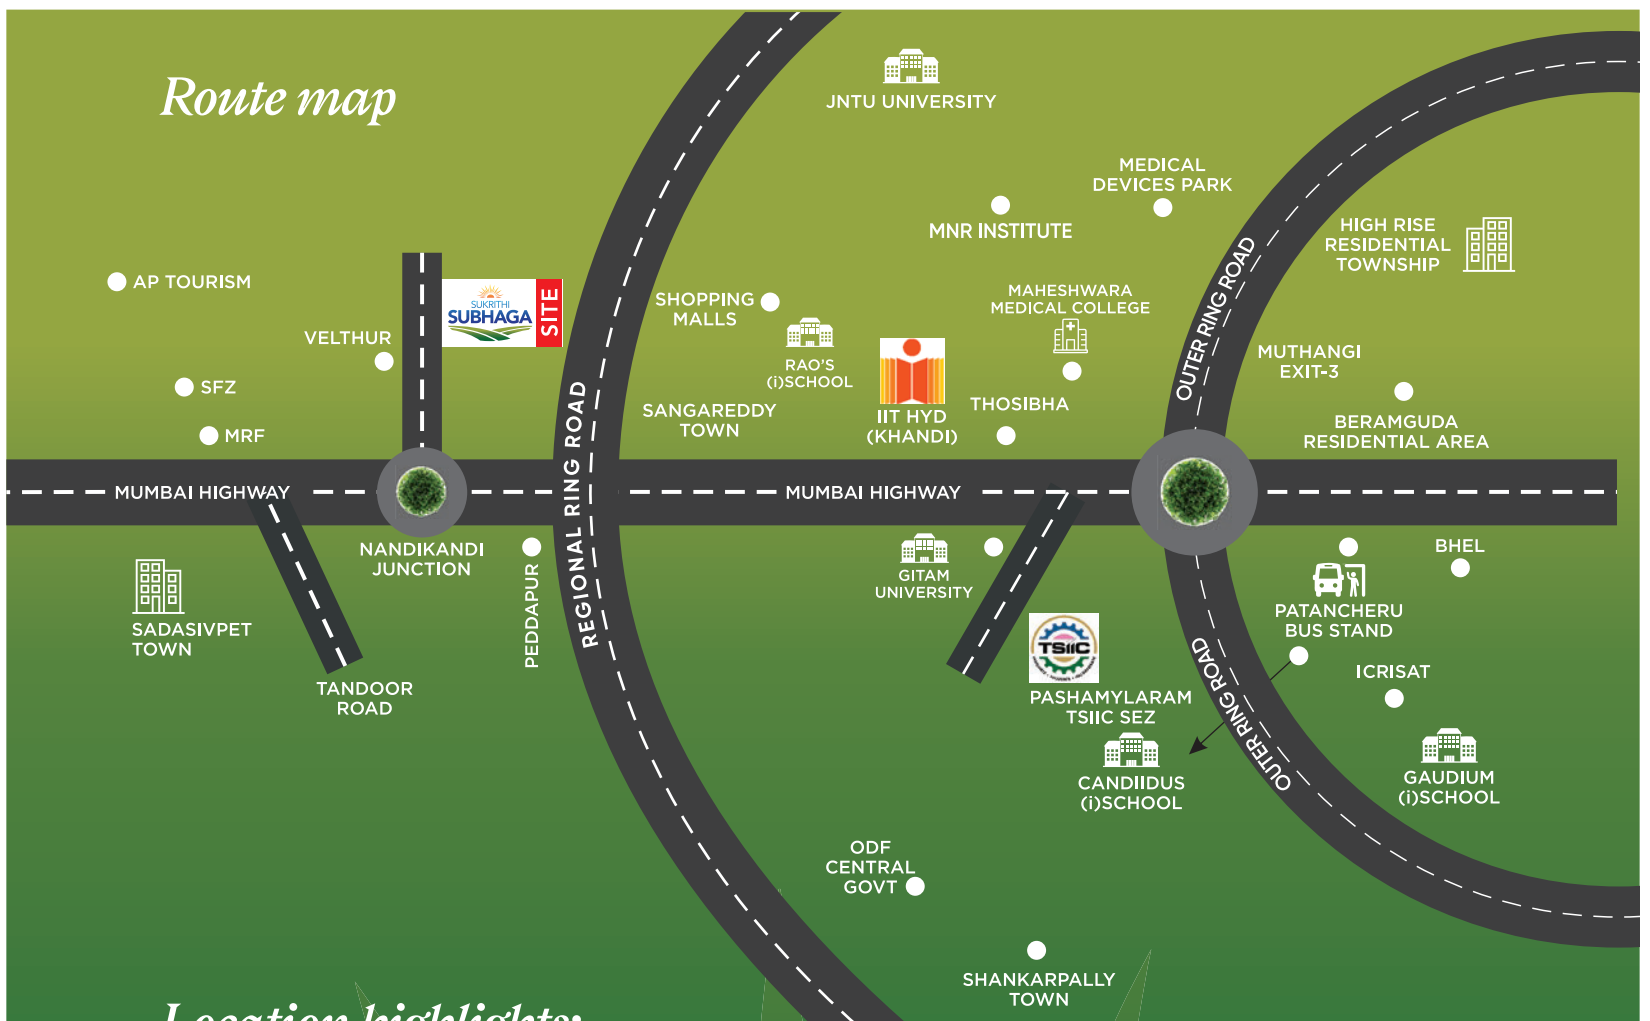 Route map
JNTU UNIVERSITY
MEDICAL
DEVICES PARK
MNR INSTITUTE
HIGH RISE
RESIDENTIAL
TOWNSHIP
AP TOURISM
SUKRITHI
SUBHAGA
SITE
VELTHUR
SFZ
MRF
SHOPPING
MALLS
RAO'S
(i)SCHOOL
SANGAREDDY
TOWN
IIT HYD
(KHANDI)
MAHESHWARA
MEDICAL COLLEGE
THOSIBHA
OUTER RING ROAD
MUTHANGI
EXIT-3
BERAMGUDA
RESIDENTIAL AREA
REGIONAL RING ROAD
MUMBAI HIGHWAY
MUMBAI HIGHWAY
NANDIKANDI
JUNCTION
PEDDAPUR
SADASIVPET
TOWN
TANDOOR
ROAD
GITAM
UNIVERSITY
TSiiC
PASHAMYLARAM
TSIIC SEZ
CANDIIDUS
(i)SCHOOL
OUTER RING ROAD
PATANCHERU
BUS STAND
BHEL
ICRISAT
GAUDIUM
(i)SCHOOL
ODF
CENTRAL
GOVT
SHANKARPALLY
TOWN
Location highlights: